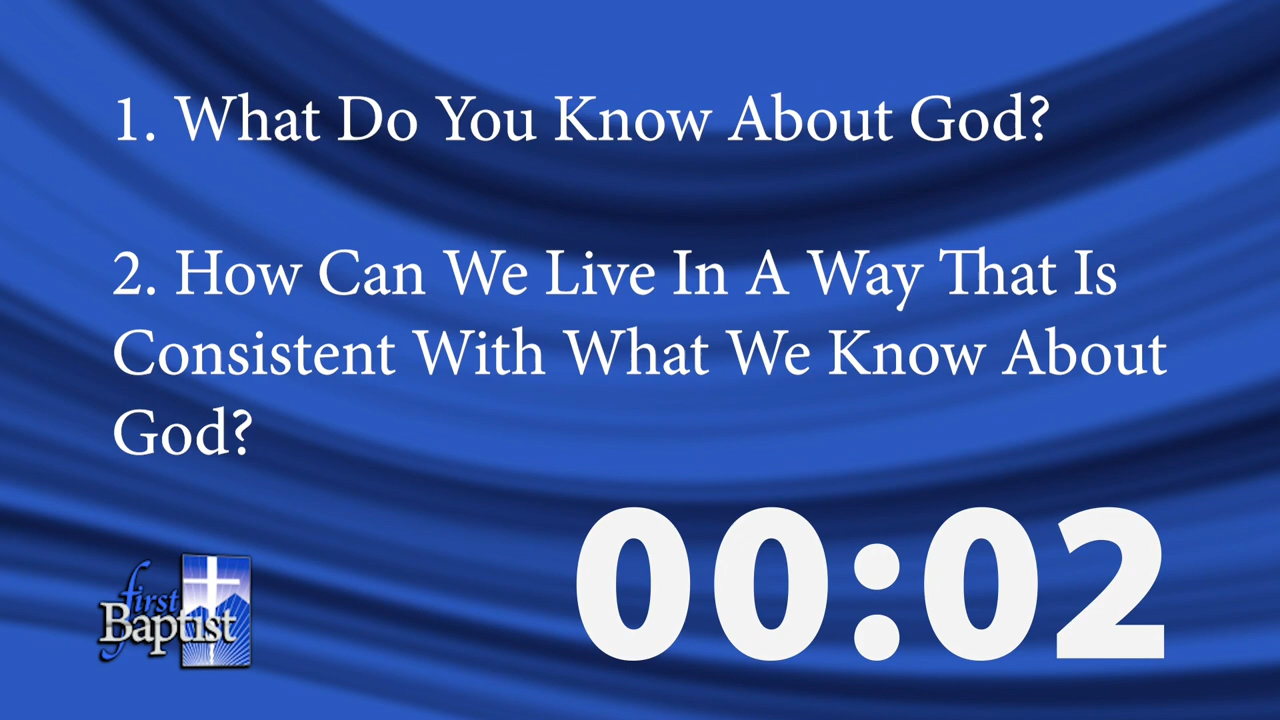 1. What Do You Know About God?
2. How Can We Live In A Way That Is
Consistent With What We Know About
God?
00:02
first
Baptist